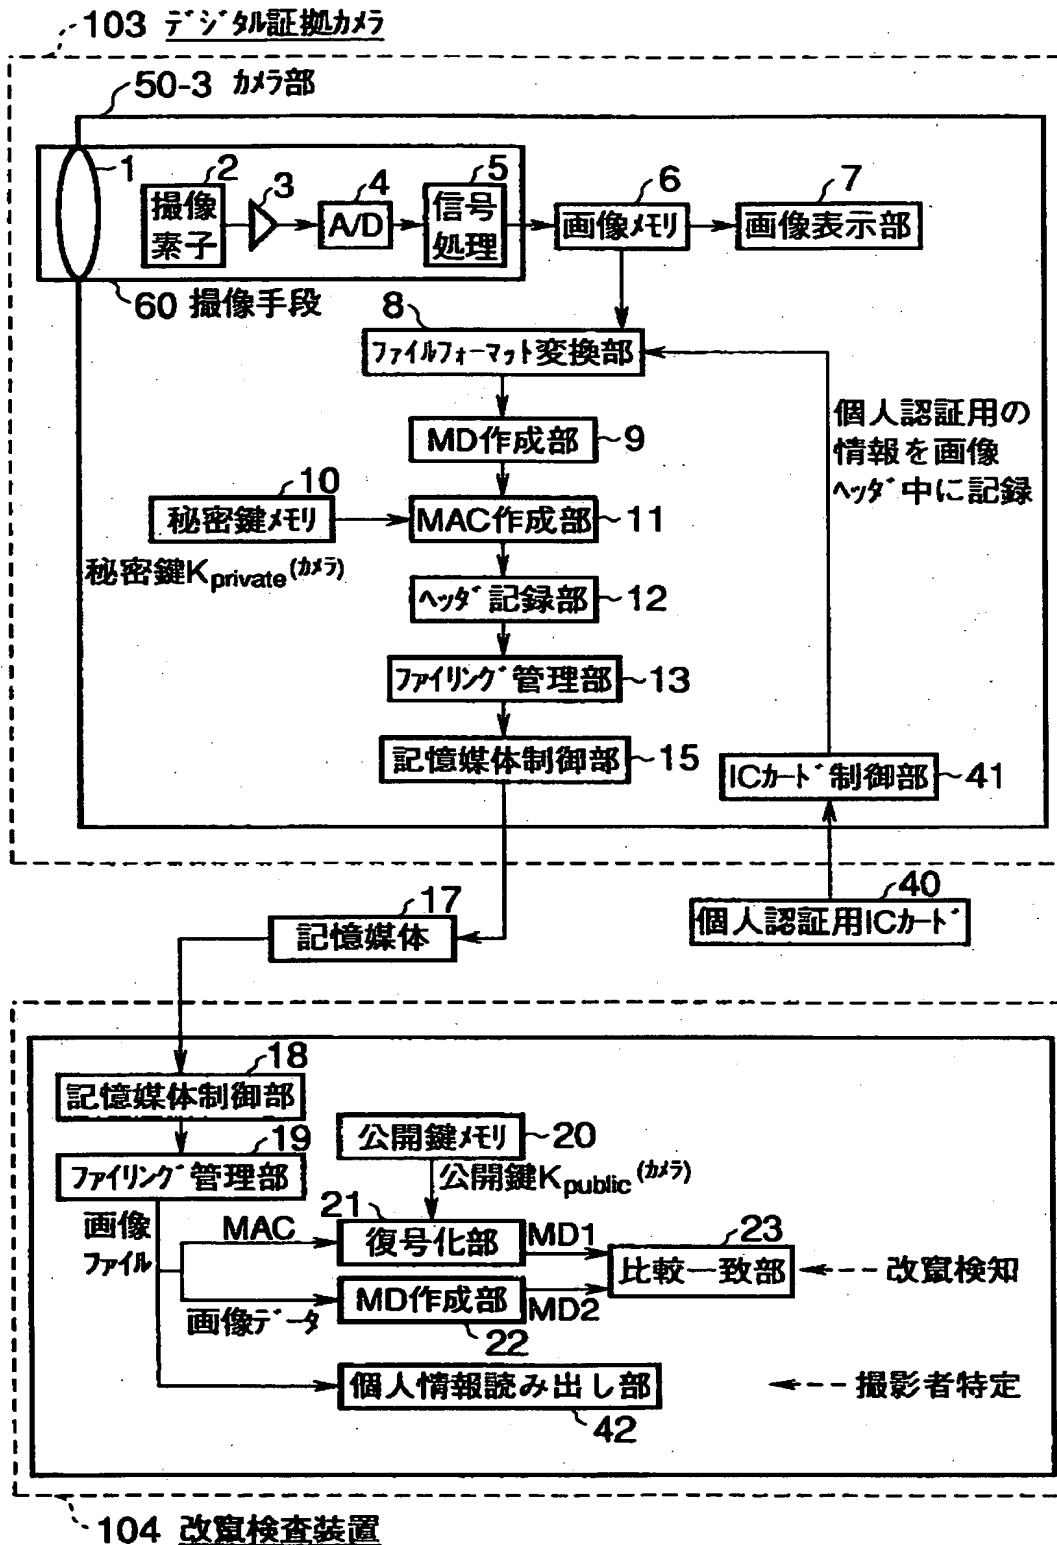 103 デジタル証拠カメラ
50-3 カメラ部
1
2
3
4
5
6
7
撮像
素子
A/D
信号
処理
画像メモリ
画像表示部
60 撮像手段
8
ファイルフォーマット変換部
個人認証用の
情報を画像
ヘッダ中に記録
MD作成部
9
10
秘密鍵メモリ
MAC作成部
11
秘密鍵Kprivate(カメラ)
ヘッダ記録部
12
ファイリング管理部
13
記憶媒体制御部
15
ICカード制御部
41
17
記憶媒体
40
個人認証用ICカード
18
記憶媒体制御部
19
ファイリング管理部
公開鍵メモリ
20
公開鍵Kpublic(カメラ)
画像
ファイル
MAC
21
復号化部
MD1
23
比較一致部
改竄検知
画像データ
MD作成部
MD2
22
個人情報読み出し部
撮影者特定
42
104 改竄検査装置